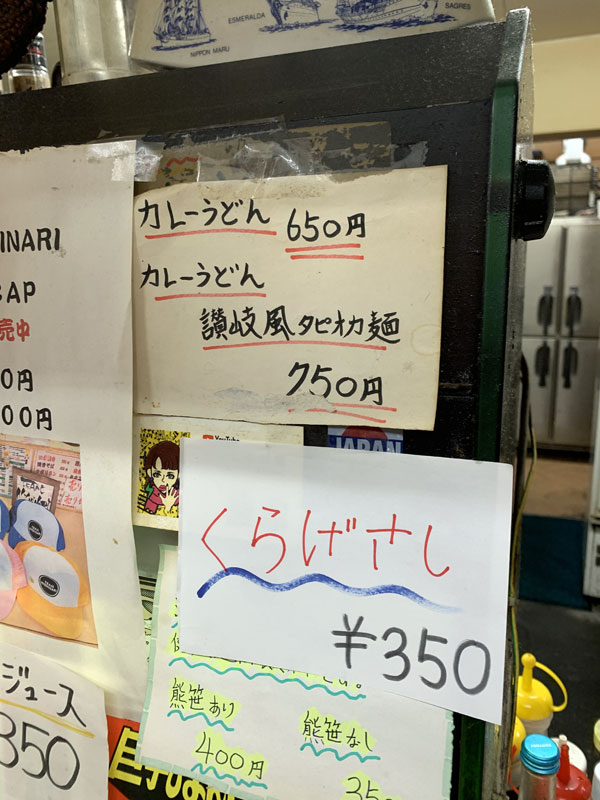 ESMERALDA
SAGRES
NIPPON MARU
カレーうどん 650円
カレーうどん
讃岐風タピオカ麺
750円
INARI
CAP
売中
0円
00円
YouTube
JAPAN
くらげさし
¥350
熊笹あり
熊笹なし
400円
35
ジュース
350